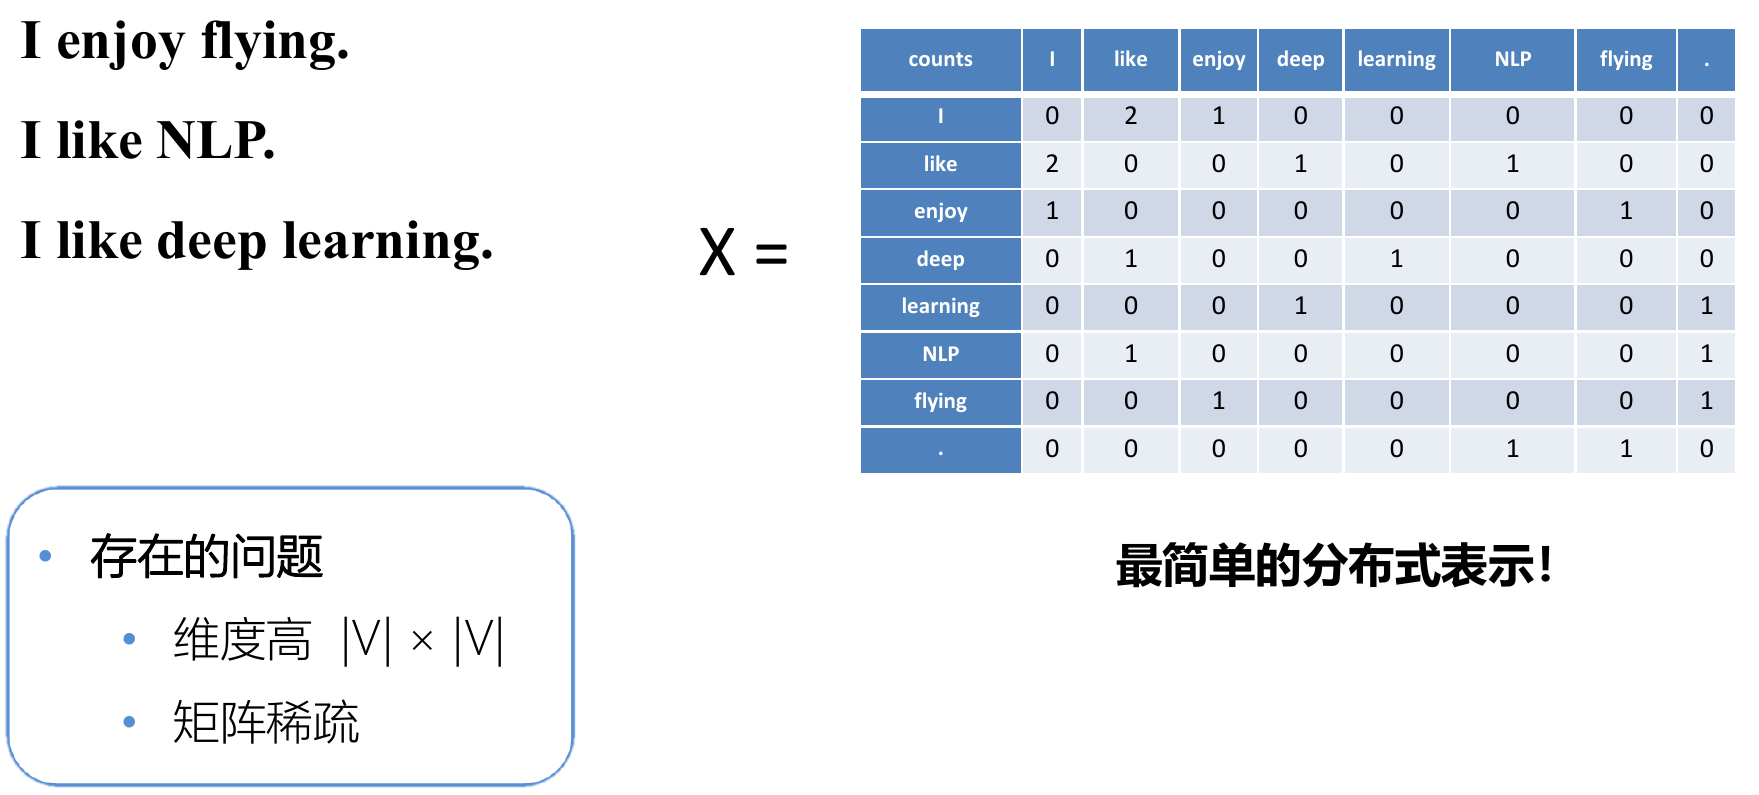 I enjoy flying.
I like NLP.
I like deep learning.
X =
counts I like enjoy deep learning NLP flying .
I 0 2 1 0 0 0 0 0
like 2 0 0 1 0 1 0 0
enjoy 1 0 0 0 0 0 1 0
deep 0 1 0 0 1 0 0 0
learning 0 0 0 1 0 0 0 1
NLP 0 1 0 0 0 0 0 1
flying 0 0 1 0 0 0 0 1
. 0 0 0 0 0 1 1 0
• 存在的问题
• 维度高 |V| × |V|
• 矩阵稀疏
最简单的分布式表示！